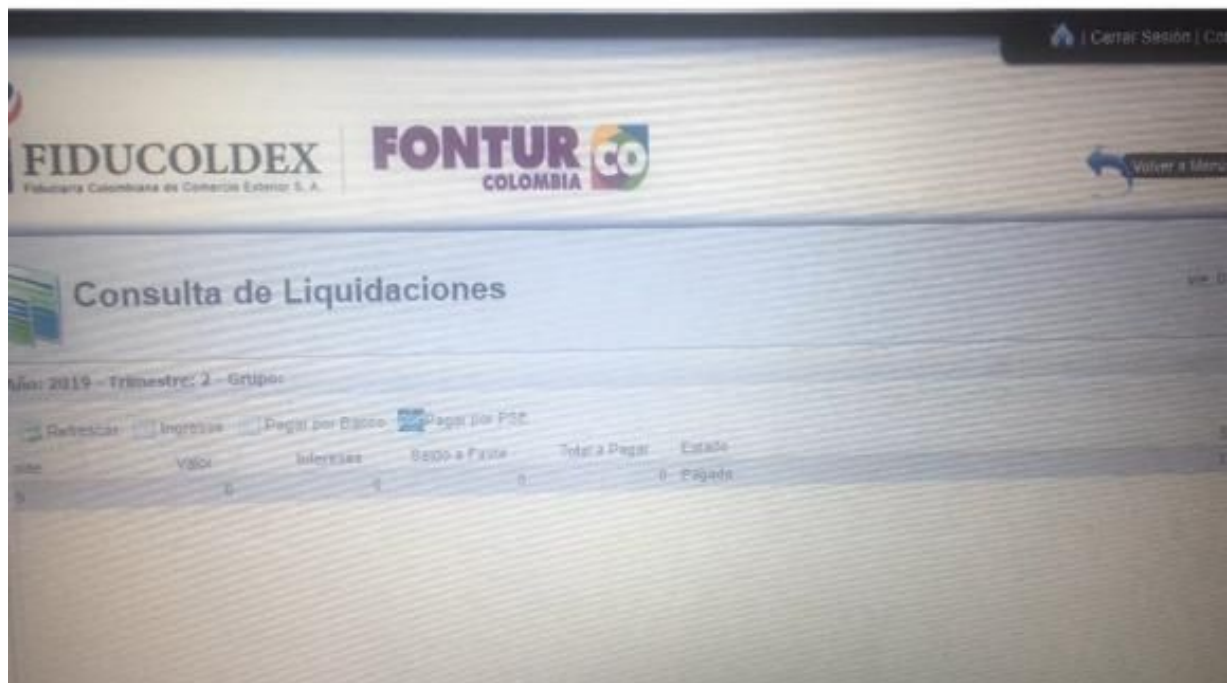 | Cerrar Sesión |
FIDUCOLDEX
Fiduciaria Colombiana de Comercio Exterior S. A.
FONTUR CO
COLOMBIA
Volver a Menú
Consulta de Liquidaciones
Año: 2019 - Trimestre: 2 - Grupo:
Refrescar Ingresos Pagar por Banco Pagar por PSE
Valor Intereses Saldo a Favor Total a Pagar Estado
0 0 0 0 0 Pagada